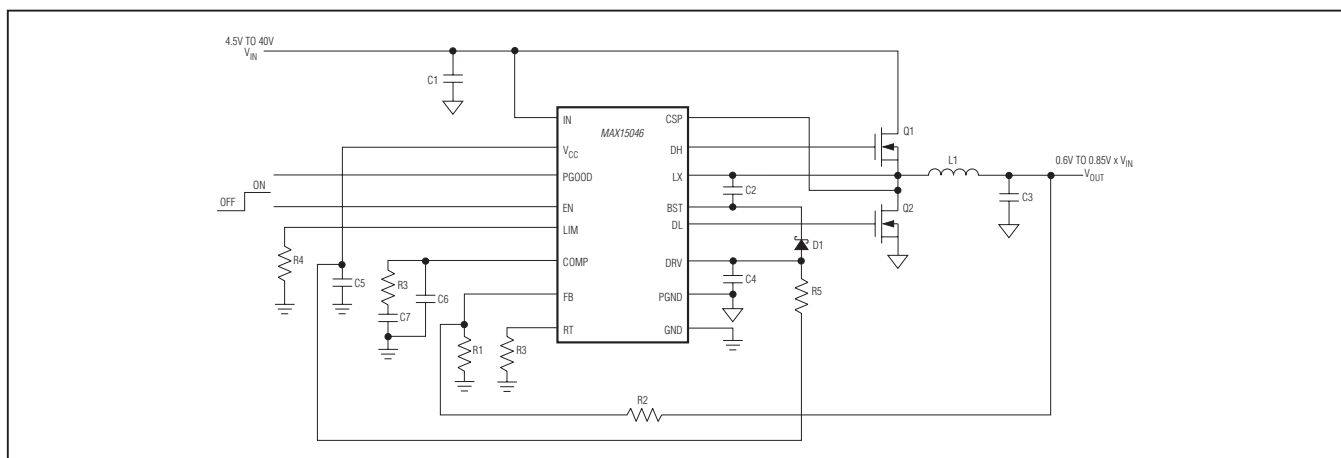 4.5V TO 40V
VIN
C1
MAX15046
IN
VCC
PGOOD
EN
LIM
COMP
FB
RT
CSP
DH
LX
BST
DL
DRV
PGND
GND
ON
OFF
R4
C5
R3
C7
C6
R1
R3
R2
C2
D1
C4
R5
Q1
Q2
L1
C3
0.6V TO 0.85V x VIN
VOUT